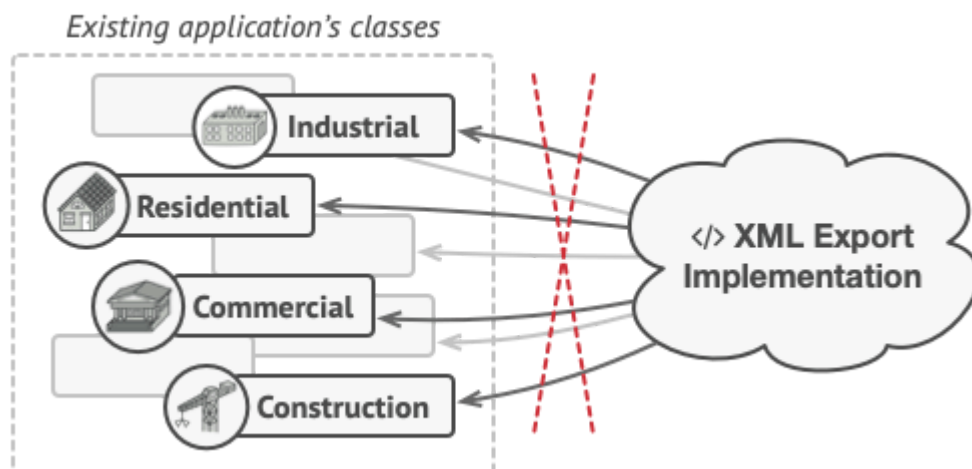 Existing application's classes
Industrial
Residential
Commercial
Construction
</> XML Export
Implementation